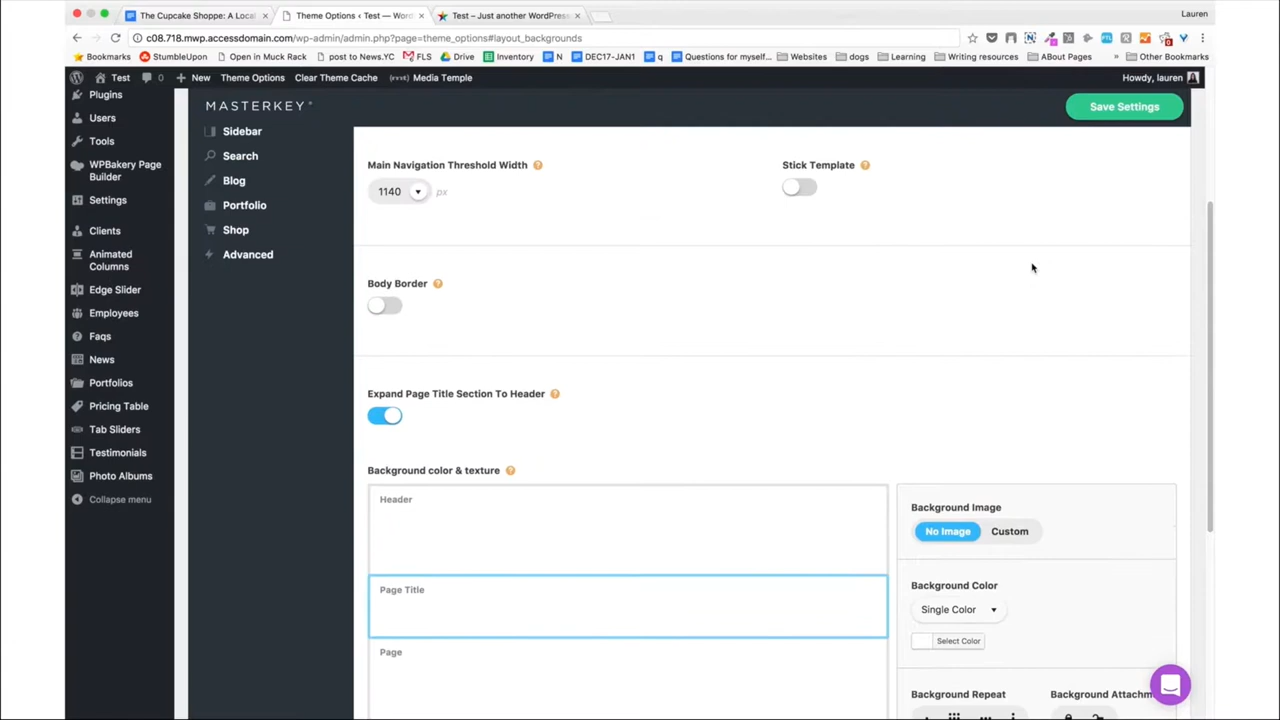 The Cupcake Shoppe: A Local
Theme Options ‹ Test — Word
Test – Just another WordPress
Lauren
c08.718.mwp.accessdomain.com/wp-admin/admin.php?page=theme_options#layout_backgrounds
Bookmarks
StumbleUpon
Open in Muck Rack
post to News.YC
FLS
Drive
Inventory
N
DEC17-JAN1
q
Questions for myself...
Websites
dogs
Learning
Writing resources
ABout Pages
»
Other Bookmarks
Test
0
New
Theme Options
Clear Theme Cache
Media Temple
Howdy, lauren
Plugins
Users
Tools
WPBakery Page
Builder
Settings
Clients
Animated
Columns
Edge Slider
Employees
Faqs
News
Portfolios
Pricing Table
Tab Sliders
Testimonials
Photo Albums
Collapse menu
MASTERKEY
Sidebar
Search
Blog
Portfolio
Shop
Advanced
Save Settings
Main Navigation Threshold Width ?
1140 px
Stick Template ?
Body Border ?
Expand Page Title Section To Header ?
Background color & texture ?
Header
Page Title
Page
Background Image
No Image Custom
Background Color
Single Color
Select Color
Background Repeat
Background Attachm